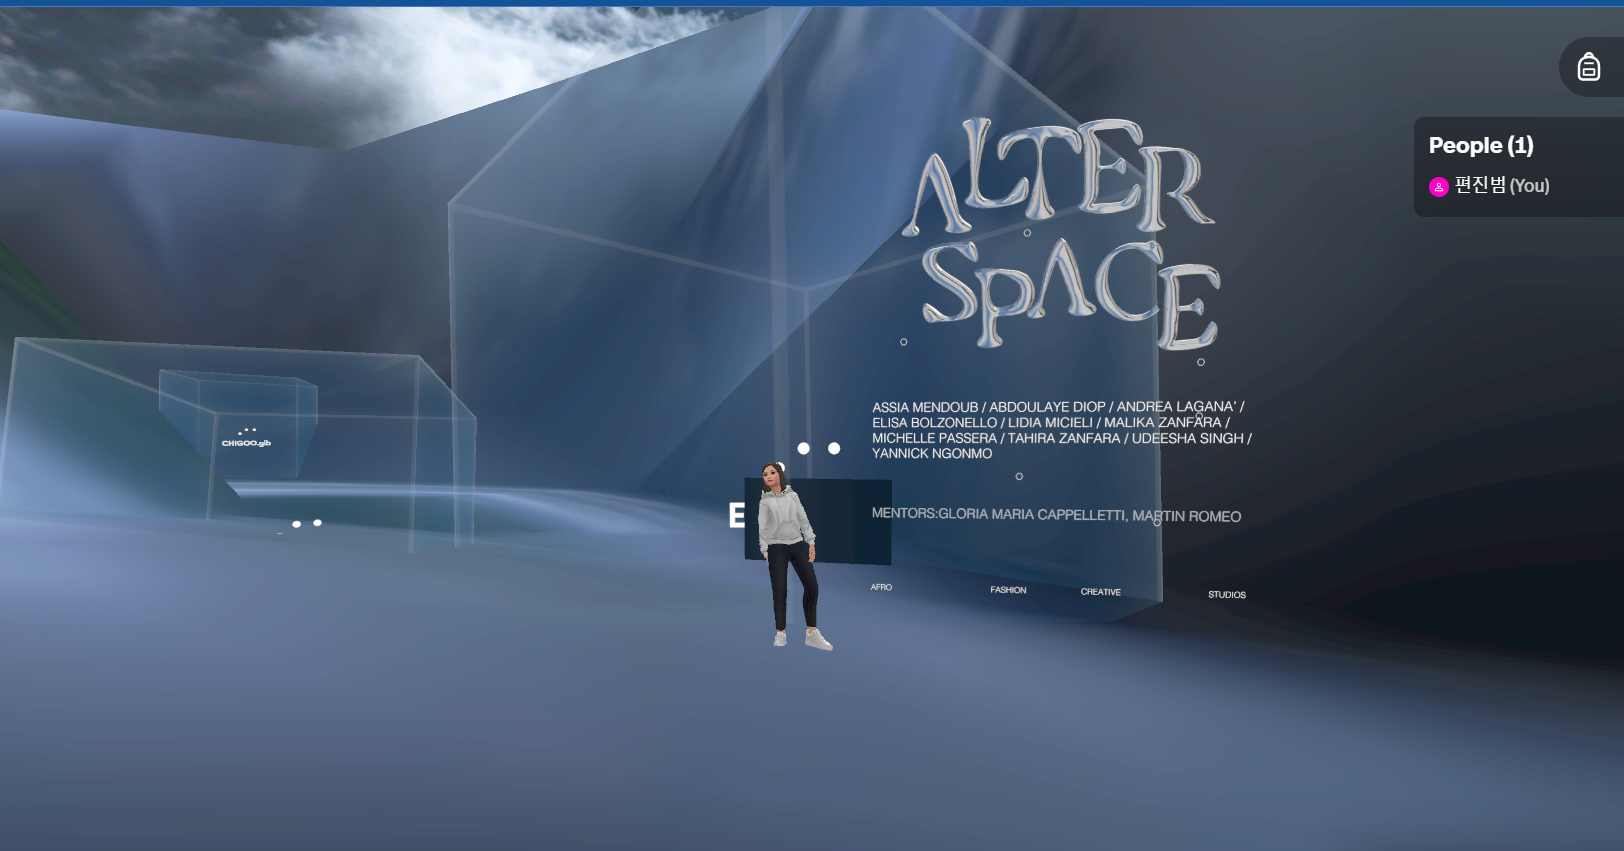 ALTER
SPACE
People (1)
편진범 (You)
ASSIA MENDOUB / ABDOULAYE DIOP / ANDREA LAGANA' /
ELISA BOLZONELLO / LIDIA MICIELI / MALIKA ZANFARA /
MICHELLE PASSERA / TAHIRA ZANFARA / UDEESHA SINGH /
YANNICK NGONMO
CHIGOO.glb
E
MENTORS:GLORIA MARIA CAPPELLETTI, MARTIN ROMEO
AFRO FASHION CREATIVE STUDIOS